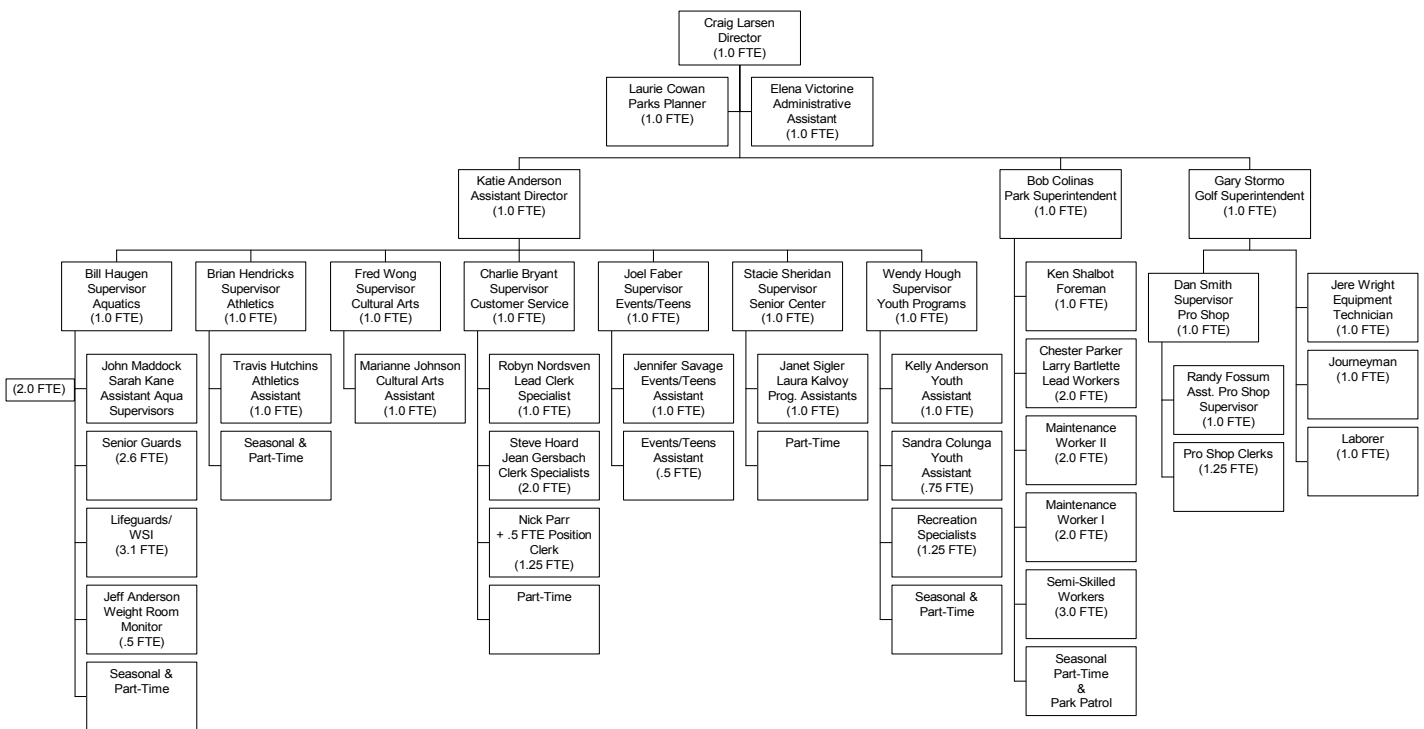 Craig Larsen
Director
(1.0 FTE)
Laurie Cowan
Parks Planner
(1.0 FTE)
Elena Victorine
Administrative
Assistant
(1.0 FTE)
Katie Anderson
Assistant Director
(1.0 FTE)
Bob Colinas
Park Superintendent
(1.0 FTE)
Gary Stormo
Golf Superintendent
(1.0 FTE)
Bill Haugen
Supervisor
Aquatics
(1.0 FTE)
(2.0 FTE)
John Maddock
Sarah Kane
Assistant Aqua
Supervisors
Senior Guards
(2.6 FTE)
Lifeguards/
WSI
(3.1 FTE)
Jeff Anderson
Weight Room
Monitor
(.5 FTE)
Seasonal &
Part-Time
Brian Hendricks
Supervisor
Athletics
(1.0 FTE)
Travis Hutchins
Athletics
Assistant
(1.0 FTE)
Seasonal &
Part-Time
Fred Wong
Supervisor
Cultural Arts
(1.0 FTE)
Marianne Johnson
Cultural Arts
Assistant
(1.0 FTE)
Charlie Bryant
Supervisor
Customer Service
(1.0 FTE)
Robyn Nordsven
Lead Clerk
Specialist
(1.0 FTE)
Steve Hoard
Jean Gersbach
Clerk Specialists
(2.0 FTE)
Nick Parr
+ .5 FTE Position
Clerk
(1.25 FTE)
Part-Time
Joel Faber
Supervisor
Events/Teens
(1.0 FTE)
Jennifer Savage
Events/Teens
Assistant
(1.0 FTE)
Events/Teens
Assistant
(.5 FTE)
Stacie Sheridan
Supervisor
Senior Center
(1.0 FTE)
Janet Sigler
Laura Kalvoy
Prog. Assistants
(1.0 FTE)
Part-Time
Wendy Hough
Supervisor
Youth Programs
(1.0 FTE)
Kelly Anderson
Youth
Assistant
(1.0 FTE)
Sandra Colunga
Youth
Assistant
(.75 FTE)
Recreation
Specialists
(1.25 FTE)
Seasonal &
Part-Time
Ken Shalbot
Foreman
(1.0 FTE)
Chester Parker
Larry Bartlette
Lead Workers
(2.0 FTE)
Maintenance
Worker II
(2.0 FTE)
Maintenance
Worker I
(2.0 FTE)
Semi-Skilled
Workers
(3.0 FTE)
Seasonal
Part-Time
&
Park Patrol
Dan Smith
Supervisor
Pro Shop
(1.0 FTE)
Randy Fossum
Asst. Pro Shop
Supervisor
(1.0 FTE)
Pro Shop Clerks
(1.25 FTE)
Jere Wright
Equipment
Technician
(1.0 FTE)
Journeyman
(1.0 FTE)
Laborer
(1.0 FTE)